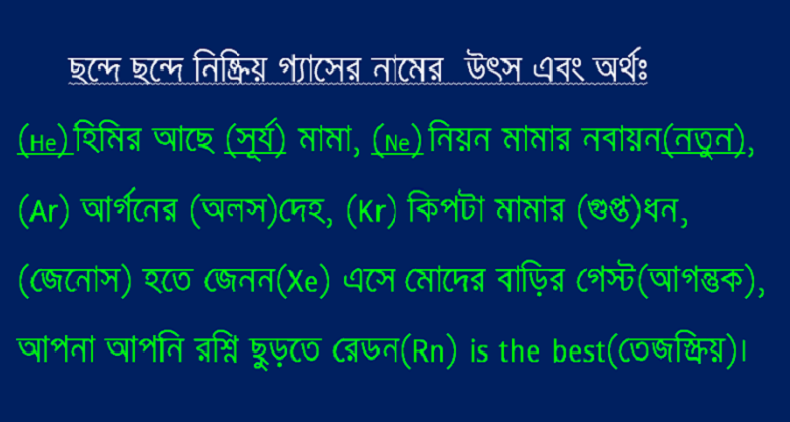 ছন্দে ছন্দে নিষ্ক্রিয় গ্যাসের নামের উৎস এবং অর্থঃ
(He)হিমির আছে (সূর্য) মামা, (Ne)নিয়ন মামার নবায়ন(নতুন),
(Ar) আর্গনের (অলস)দেহ, (Kr) কিপটা মামার (গুপ্ত)ধন,
(জেনোস) হতে জেনন(Xe) এসে মোদের বাড়ির গেস্ট(আগন্তুক),
আপনা আপনি রশ্নি ছুড়তে রেডন(Rn) is the best(তেজস্ক্রিয়)।